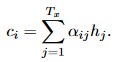 $$c_i = \sum_{j=1}^{T_x} \alpha_{ij} h_j.$$